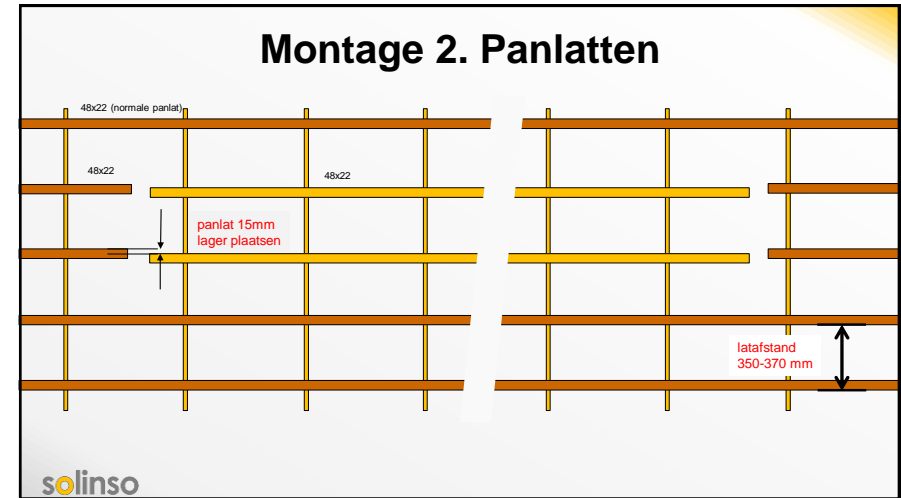 Montage 2. Panlatten
48x22 (normale panlat)
48x22
48x22
panlat 15mm
lager plaatsen
latafstand
350-370 mm
solinso